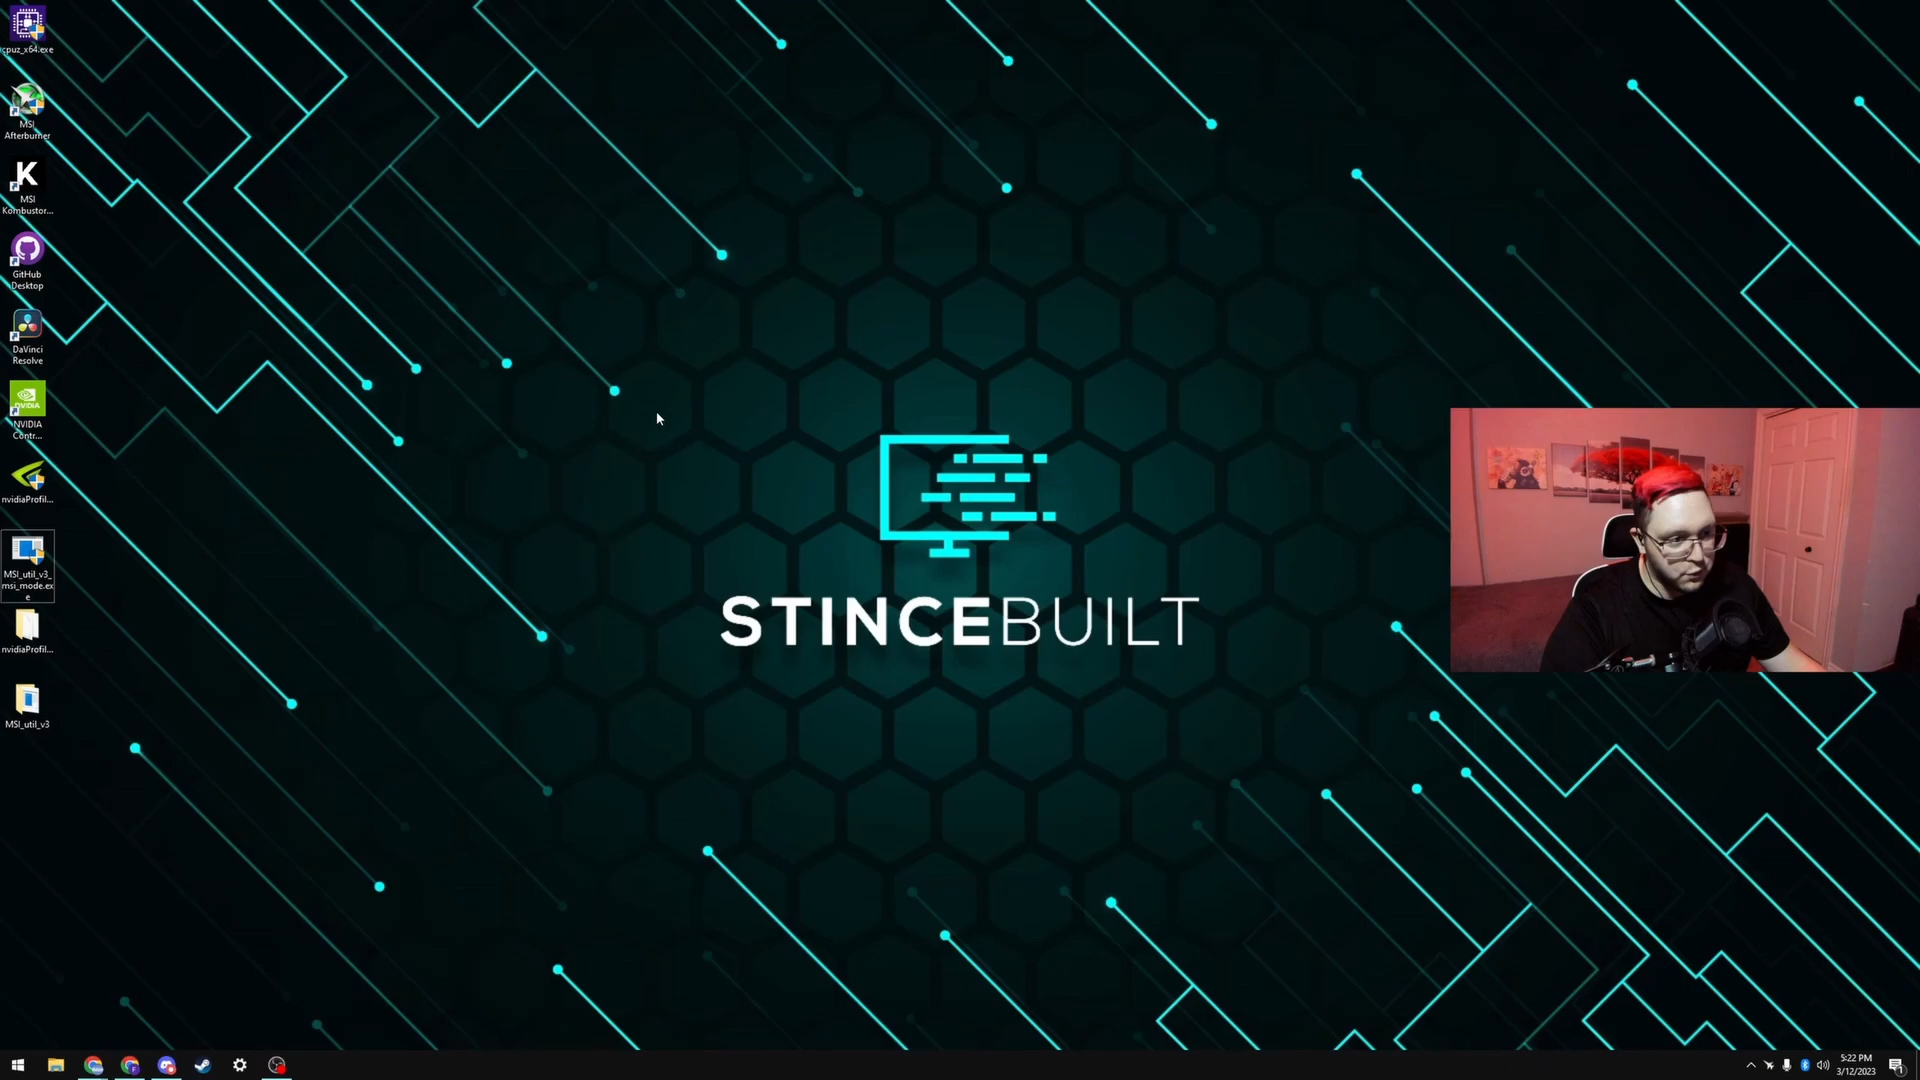 cpuz_x64.exe
MSI
Afterburner
K
MSI
Kombustor...
GitHub
Desktop
DaVinci
Resolve
NVIDIA
NVIDIA
Contr...
nvidiaProfil...
MSI_util_v3_
msi_mode.ex
e
nvidiaProfil...
MSI_util_v3
STINCEBUILT
5:22 PM
3/12/2023